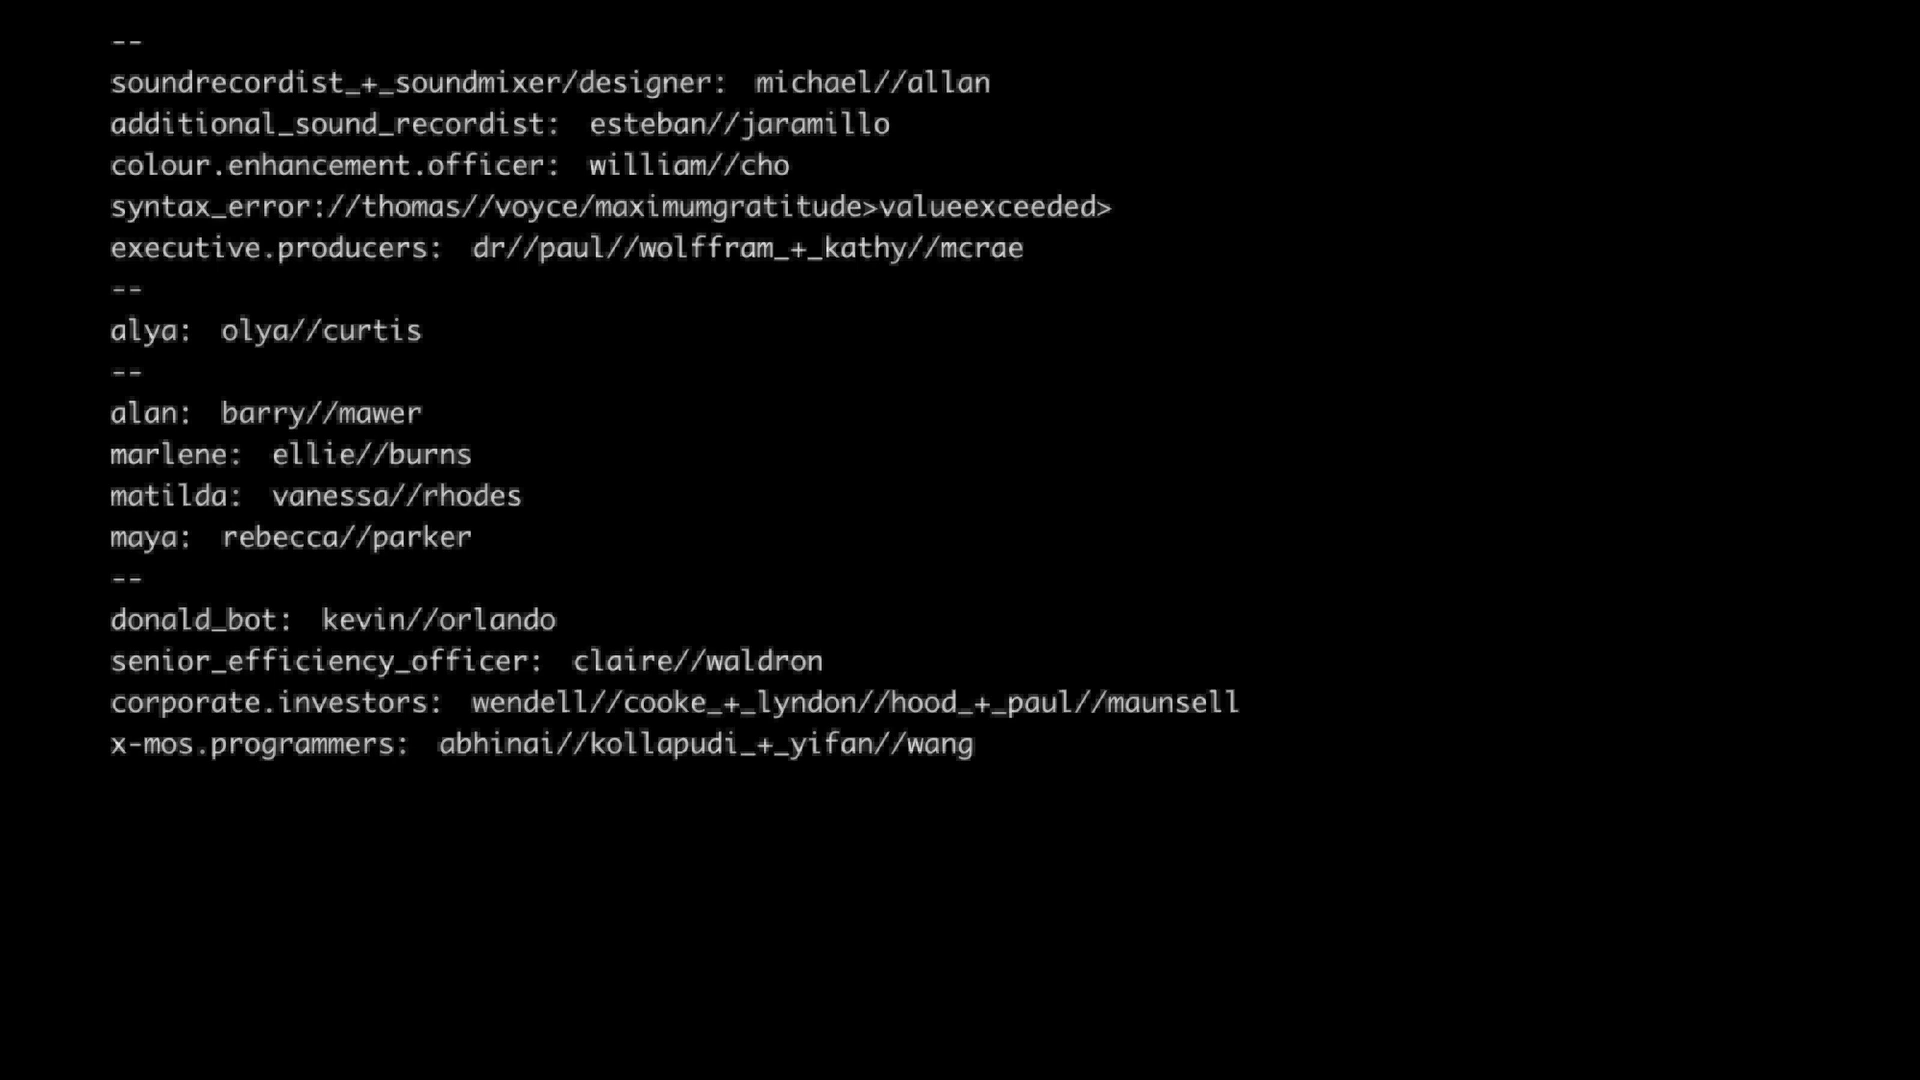 --
soundrecordist_+_soundmixer/designer: michael//allan
additional_sound_recordist: esteban//jaramillo
colour.enhancement.officer: william//cho
syntax_error://thomas//voyce/maximumgratitude>valueexceeded>
executive.producers: dr//paul//wolffram_+_kathy//mcrae
--
alya: olya//curtis
--
alan: barry//mawer
marlene: ellie//burns
matilda: vanessa//rhodes
maya: rebecca//parker
--
donald_bot: kevin//orlando
senior_efficiency_officer: claire//waldron
corporate.investors: wendell//cooke_+_lyndon//hood_+_paul//maunsell
x-mos.programmers: abhinai//kollapudi_+_yifan//wang